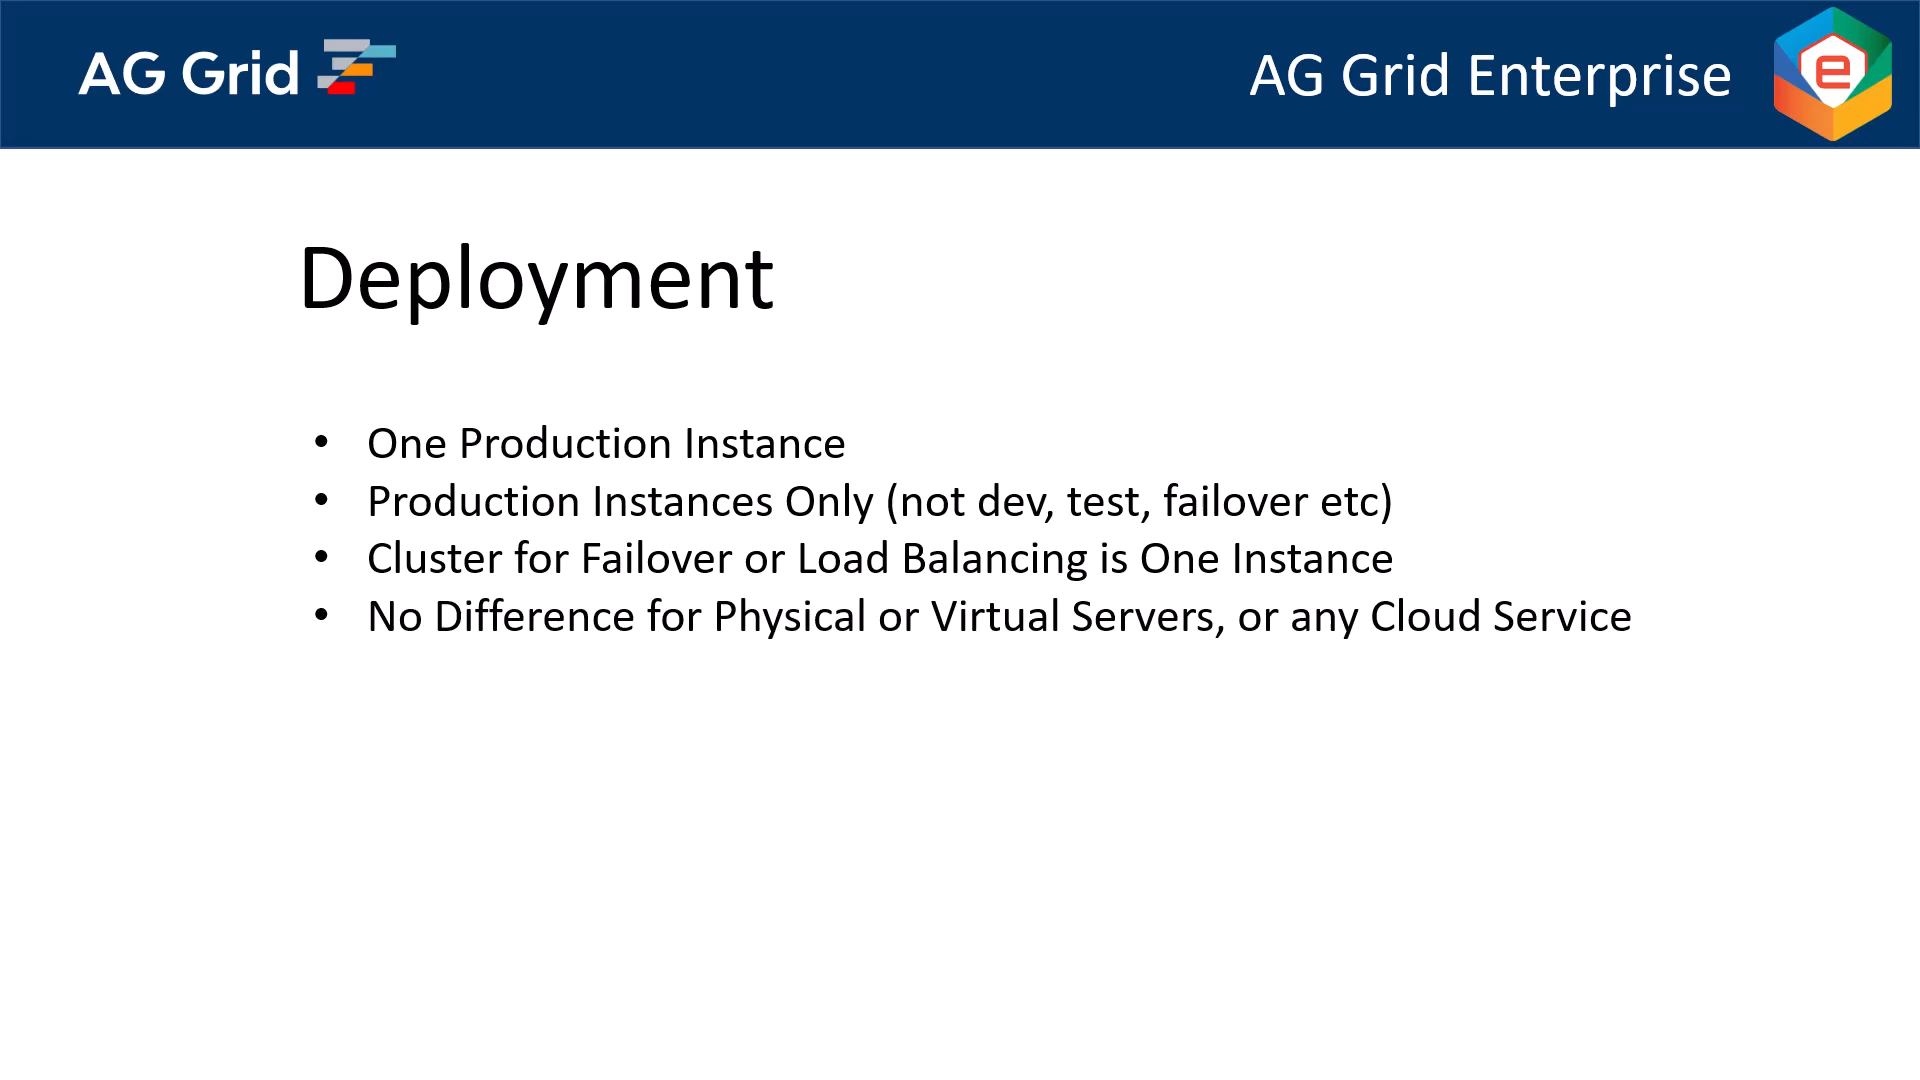 AG Grid
AG Grid Enterprise
e
Deployment
• One Production Instance
• Production Instances Only (not dev, test, failover etc)
• Cluster for Failover or Load Balancing is One Instance
• No Difference for Physical or Virtual Servers, or any Cloud Service